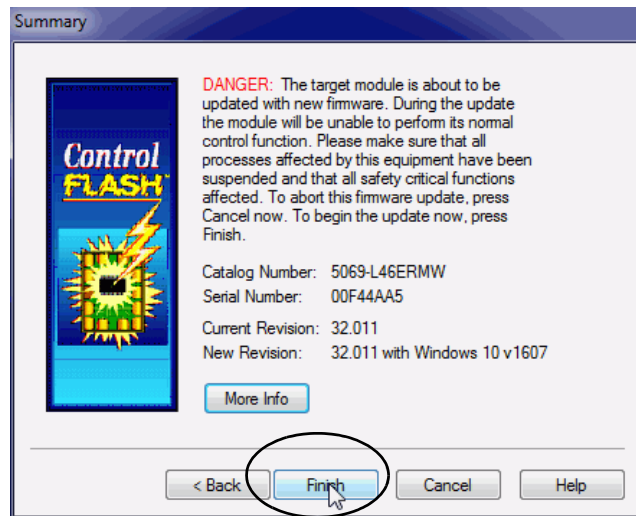 Summary
Control
FLASH
DANGER: The target module is about to be
updated with new firmware. During the update
the module will be unable to perform its normal
control function. Please make sure that all
processes affected by this equipment have been
suspended and that all safety critical functions
affected. To abort this firmware update, press
Cancel now. To begin the update now, press
Finish.
Catalog Number: 5069-L46ERMW
Serial Number: 00F44AA5
Current Revision: 32.011
New Revision: 32.011 with Windows 10 v1607
More Info
< Back Finish Cancel Help